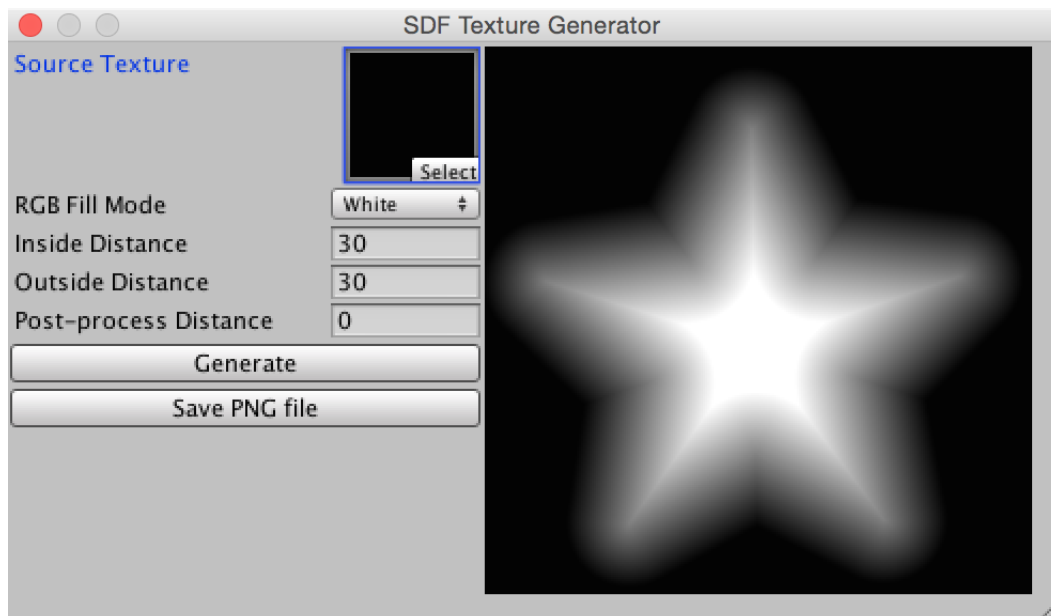 SDF Texture Generator
Source Texture
Select
RGB Fill Mode White
Inside Distance 30
Outside Distance 30
Post-process Distance 0
Generate
Save PNG file